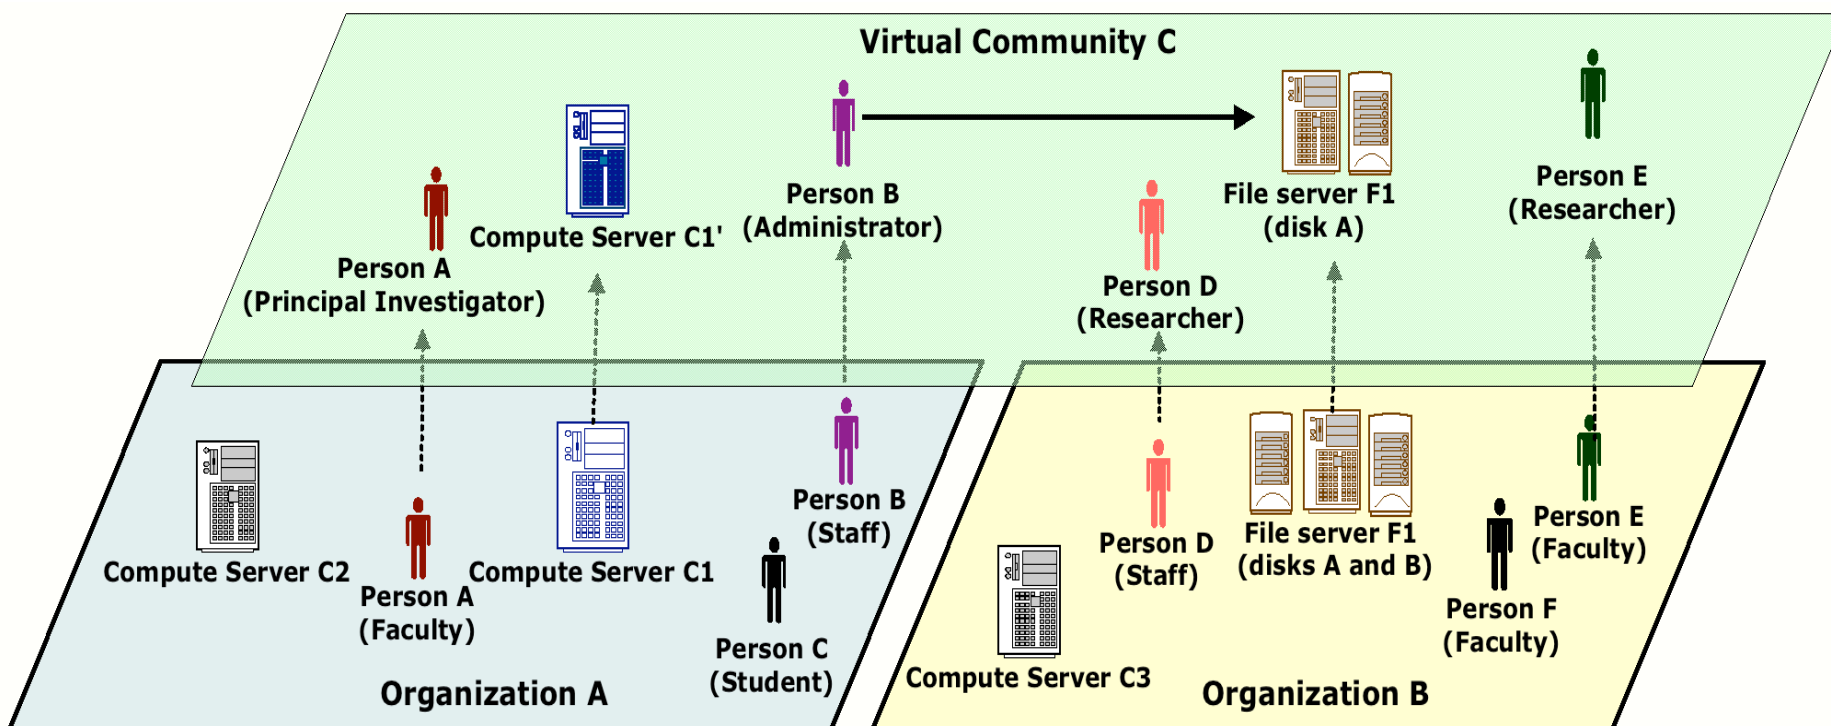 Virtual Community C
Person B
(Administrator)
File server F1
(disk A)
Person E
(Researcher)
Compute Server C1'
Person A
(Principal Investigator)
Person D
(Researcher)
Compute Server C2
Person A
(Faculty)
Compute Server C1
Person B
(Staff)
Person C
(Student)
Organization A
Person D
(Staff)
File server F1
(disks A and B)
Person E
(Faculty)
Person F
(Faculty)
Compute Server C3
Organization B